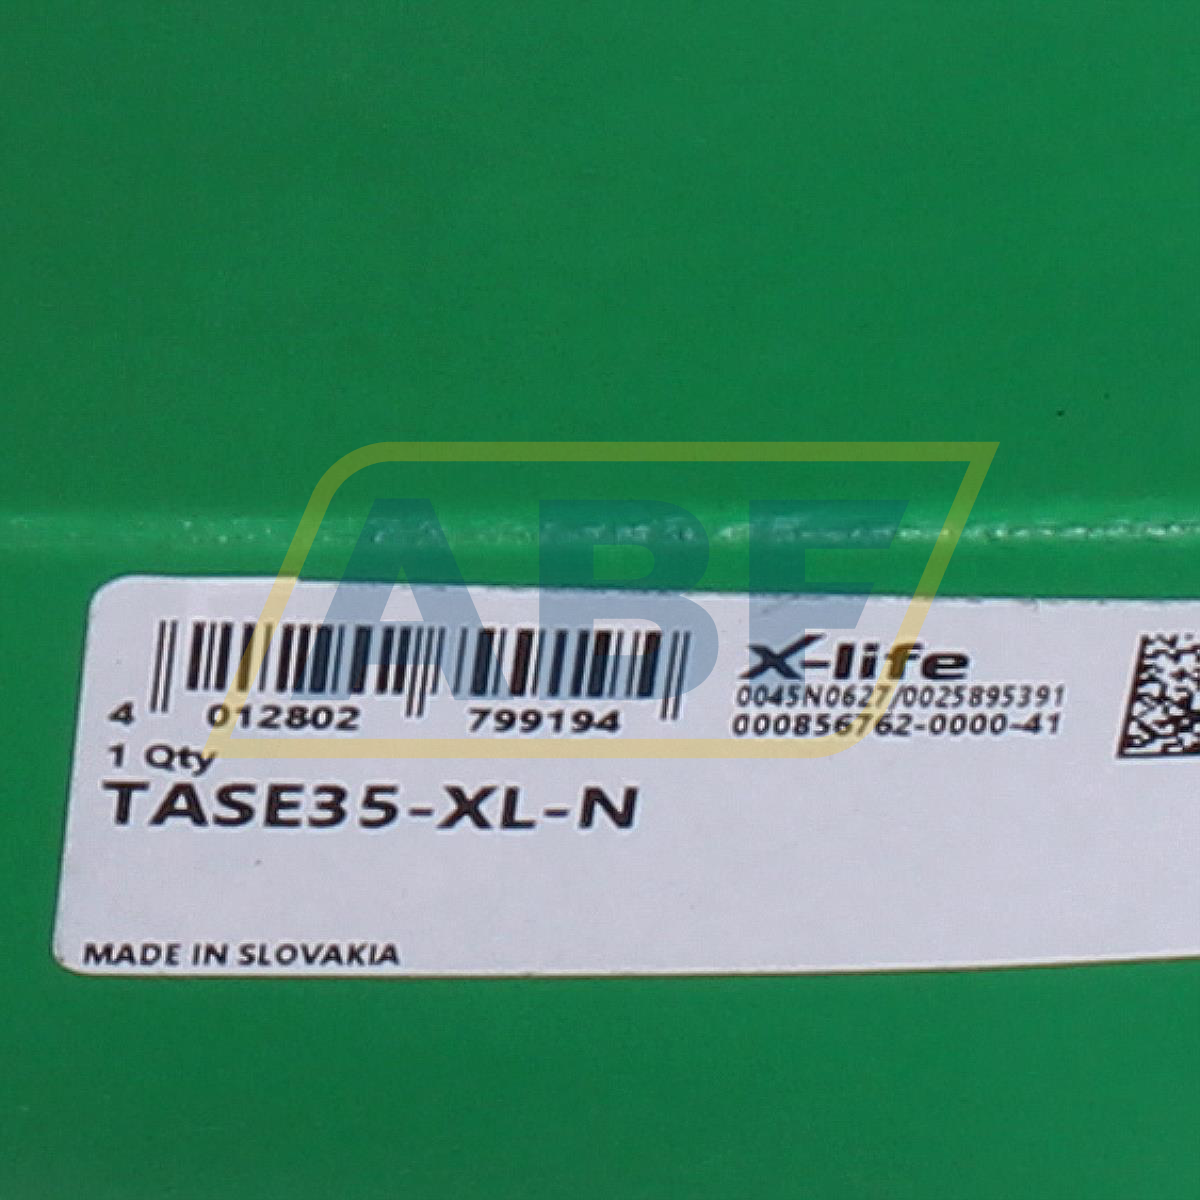 ABF
4 012802 799194
X-life
0045N0627/0025895391
000856762-0000-41
1 Qty
TASE35-XL-N
MADE IN SLOVAKIA